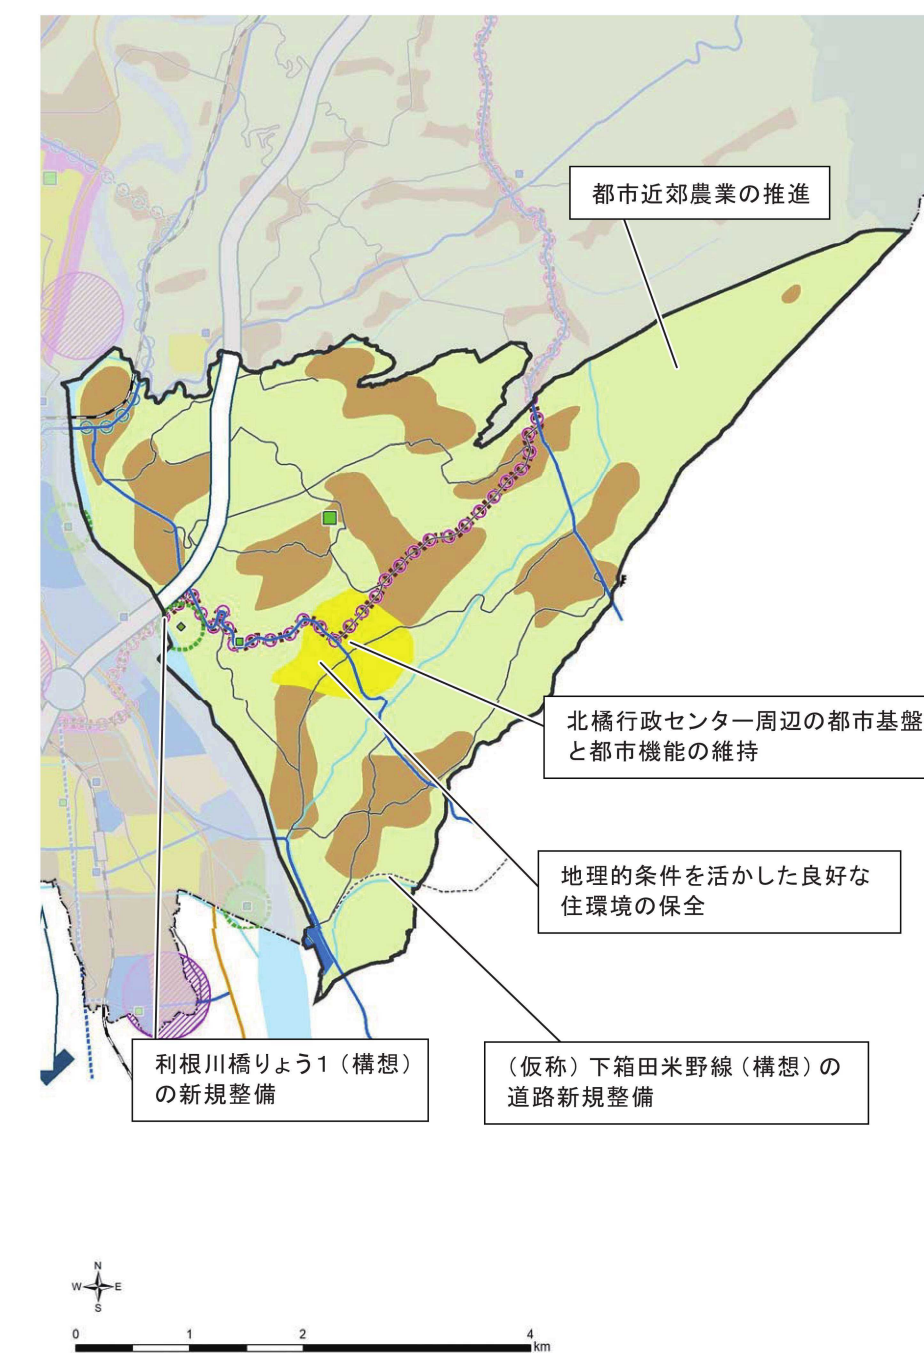 都市近郊農業の推進
北橘行政センター周辺の都市基盤
と都市機能の維持
地理的条件を活かした良好な
住環境の保全
利根川橋りょう1（構想）
の新規整備
（仮称）下箱田米野線（構想）の
道路新規整備
N
W E
S
0 1 2 4
km